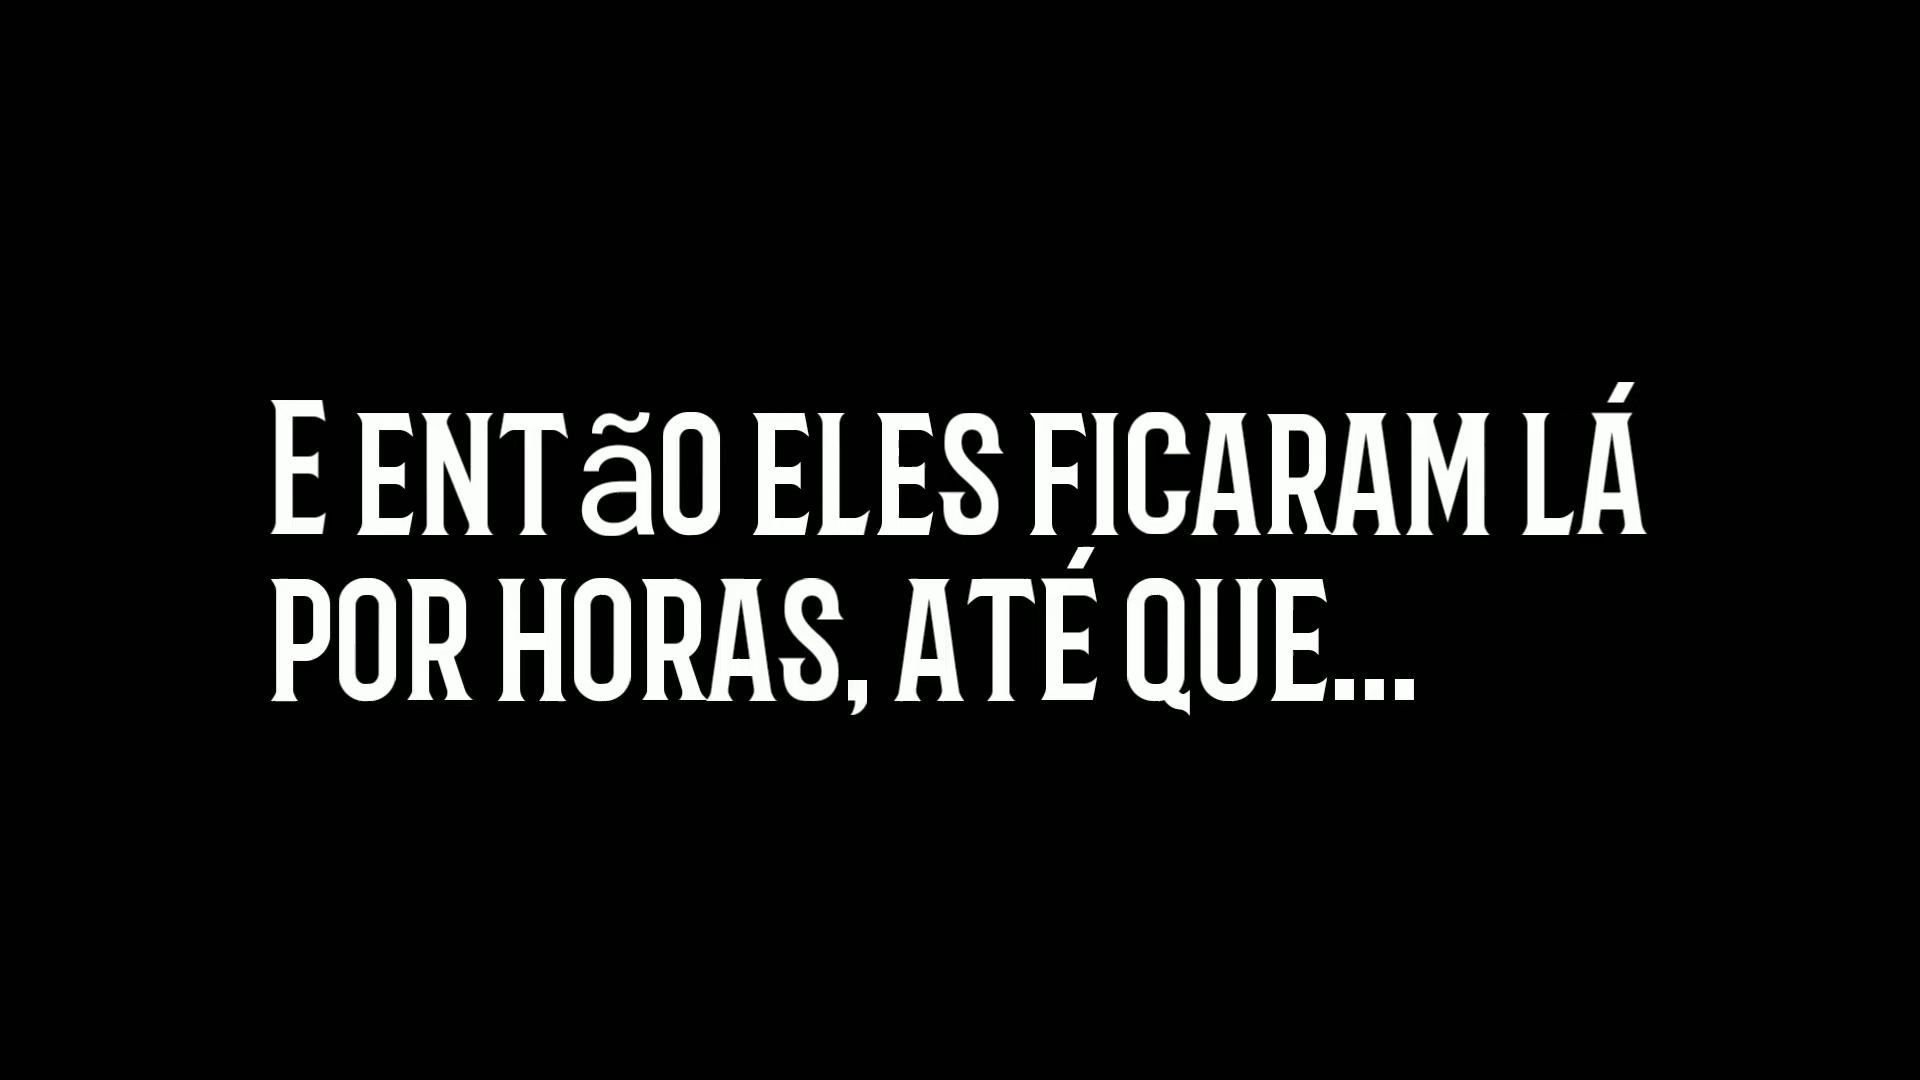 E ENTãO ELES FICARAM LÁ
POR HORAS, ATÉ QUE...